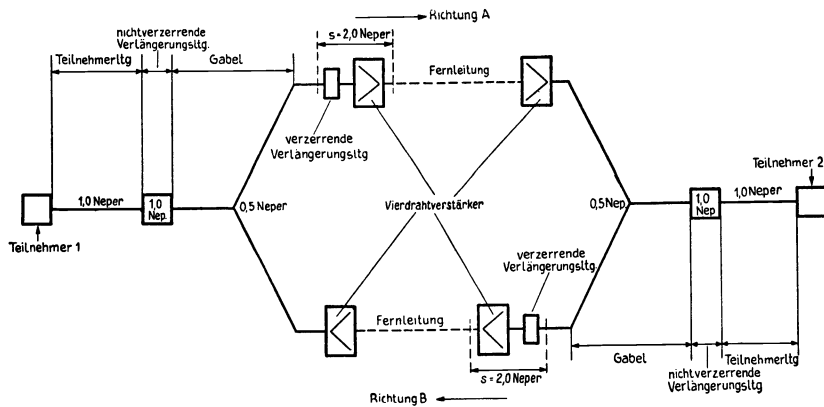 Richtung A
nichtverzerrende
Verlängerungsltg.
s=2,0 Neper
Teilnehmerltg
Gabel
Fernleitung
verzerrende
Verlängerungsltg
Teilnehmer 2
1,0 Neper
1,0
Nep.
0,5 Neper
Vierdrahtverstärker
0,5 Nep.
1,0
Nep.
1,0 Neper
Teilnehmer 1
verzerrende
Verlängerungsltg.
Fernleitung
Gabel
Teilnehmerltg
s=2,0 Neper
nichtverzerrende
Verlängerungsltg
Richtung B